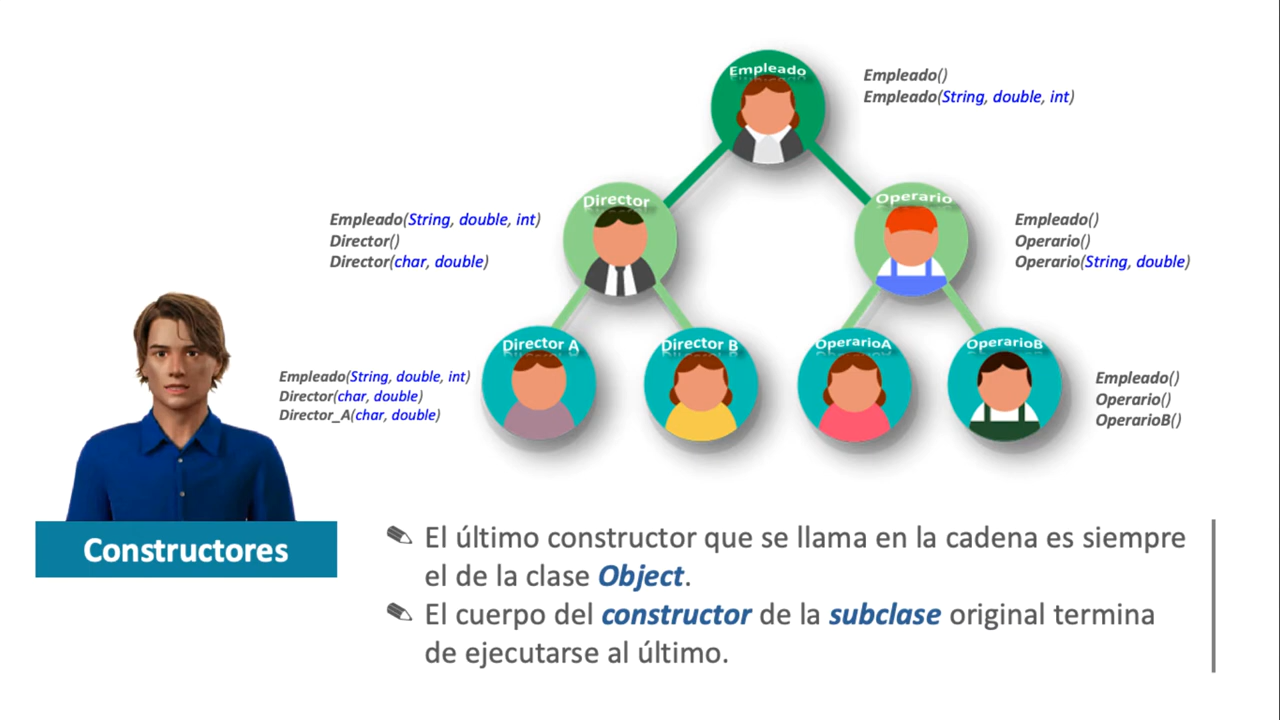 Empleado
Empleado()
Empleado(String, double, int)
Director
Empleado(String, double, int)
Director()
Director(char, double)
Operario
Empleado()
Operario()
Operario(String, double)
Director A
Empleado(String, double, int)
Director(char, double)
Director_A(char, double)
Director B
OperarioA
OperarioB
Empleado()
Operario()
OperarioB()
Constructores
El último constructor que se llama en la cadena es siempre
el de la clase Object.
El cuerpo del constructor de la subclase original termina
de ejecutarse al último.